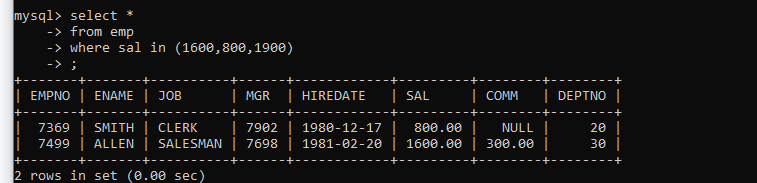 mysql> select *
    -> from emp
    -> where sal in (1600,800,1900)
    -> ;
+-------+-------+----------+------+------------+---------+--------+--------+
| EMPNO | ENAME | JOB      | MGR  | HIREDATE   | SAL     | COMM   | DEPTNO |
+-------+-------+----------+------+------------+---------+--------+--------+
|  7369 | SMITH | CLERK    | 7902 | 1980-12-17 |  800.00 |   NULL |     20 |
|  7499 | ALLEN | SALESMAN | 7698 | 1981-02-20 | 1600.00 | 300.00 |     30 |
+-------+-------+----------+------+------------+---------+--------+--------+
2 rows in set (0.00 sec)